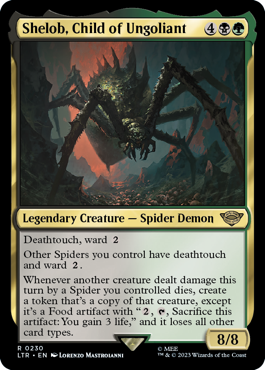 Shelob, Child of Ungoliant 4
Legendary Creature — Spider Demon
Deathtouch, ward 2
Other Spiders you control have deathtouch
and ward 2.
Whenever another creature dealt damage this
turn by a Spider you controlled dies, create
a token that's a copy of that creature, except
it's a Food artifact with "2, , Sacrifice this
artifact: You gain 3 life," and it loses all other
card types.
8/8
R 0230
LTR • EN Lorenzo Mastroianni
© MEE
™ & © 2023 Wizards of the Coast